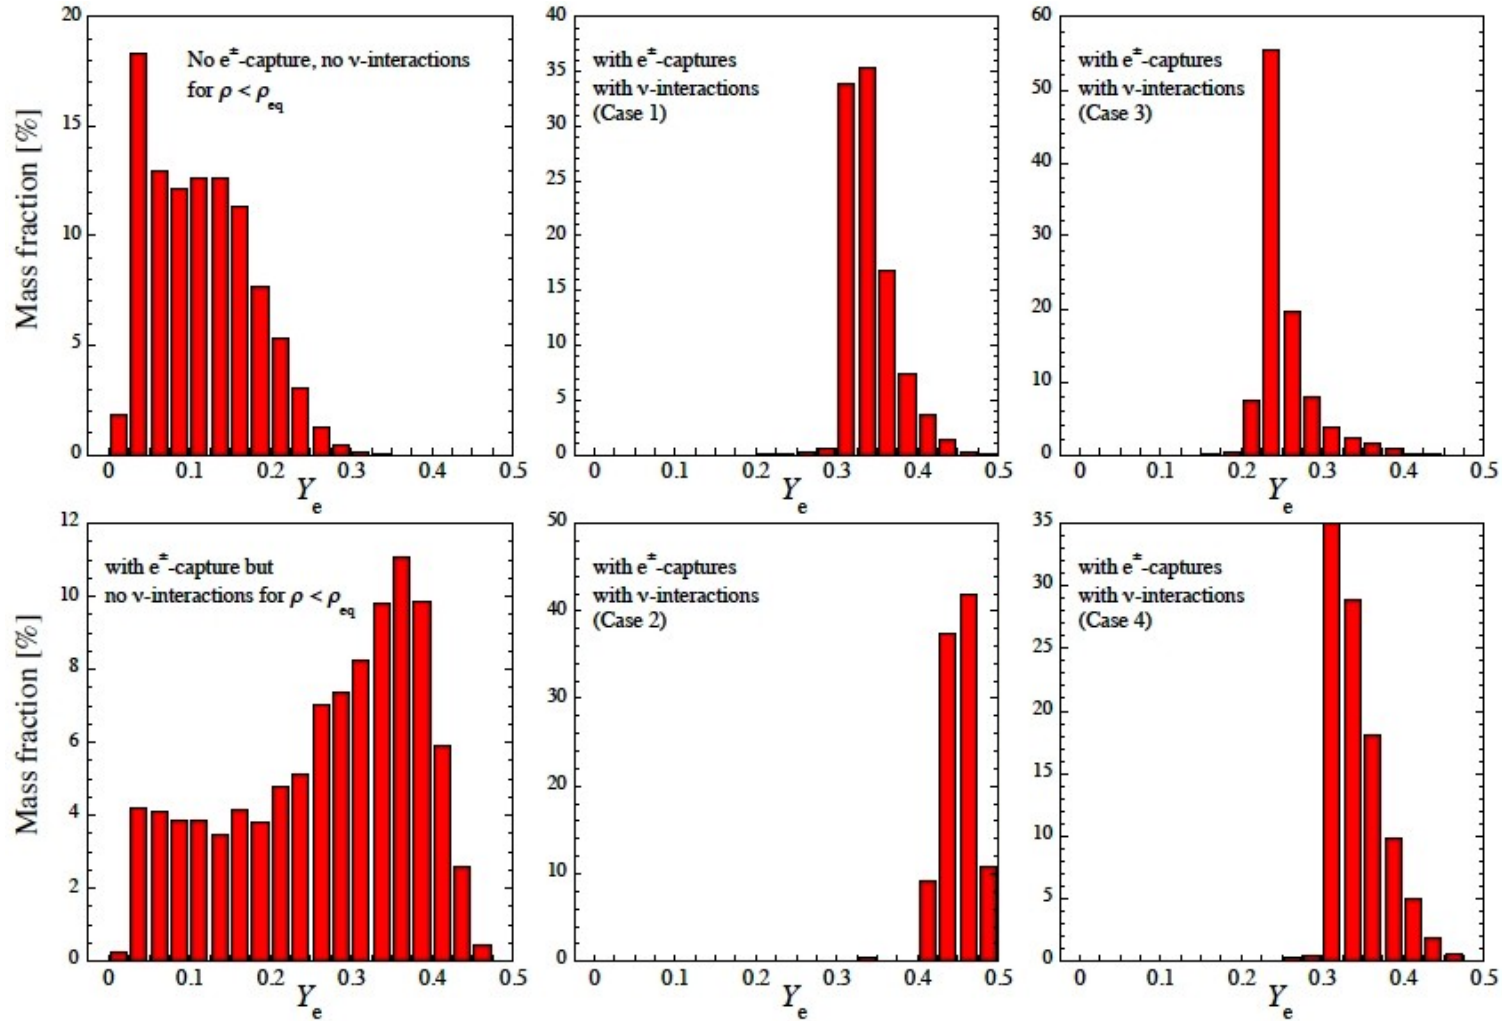 20
15
10
5
0
Mass fraction [%]
No e±-capture, no ν-interactions
for ρ < ρeq
0 0.1 0.2 0.3 0.4 0.5
Ye
40
35
30
25
20
15
10
5
0
with e±-captures
with ν-interactions
(Case 1)
0 0.1 0.2 0.3 0.4 0.5
Ye
60
50
40
30
20
10
0
with e±-captures
with ν-interactions
(Case 3)
0 0.1 0.2 0.3 0.4 0.5
Ye
12
10
8
6
4
2
0
Mass fraction [%]
with e±-capture but
no ν-interactions for ρ < ρeq
0 0.1 0.2 0.3 0.4 0.5
Ye
50
40
30
20
10
0
with e±-captures
with ν-interactions
(Case 2)
0 0.1 0.2 0.3 0.4 0.5
Ye
35
30
25
20
15
10
5
0
with e±-captures
with ν-interactions
(Case 4)
0 0.1 0.2 0.3 0.4 0.5
Ye